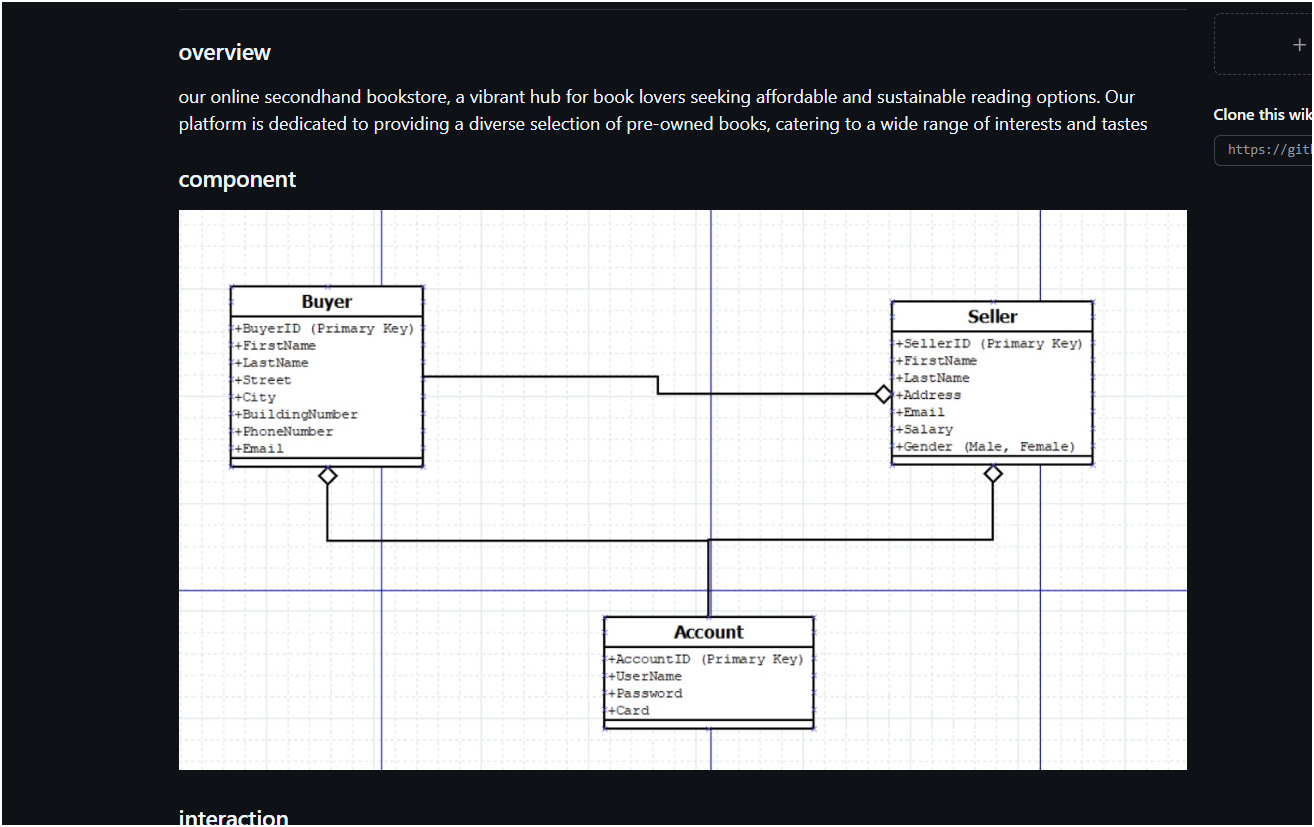 overview
our online secondhand bookstore, a vibrant hub for book lovers seeking affordable and sustainable reading options. Our
platform is dedicated to providing a diverse selection of pre-owned books, catering to a wide range of interests and tastes
+
Clone this wik
https://gith
component
Buyer
+BuyerID (Primary Key)
+FirstName
+LastName
+Street
+City
+BuildingNumber
+PhoneNumber
+Email
Seller
+SellerID (Primary Key)
+FirstName
+LastName
+Address
+Email
+Salary
+Gender (Male, Female)
Account
+AccountID (Primary Key)
+UserName
+Password
+Card
interaction